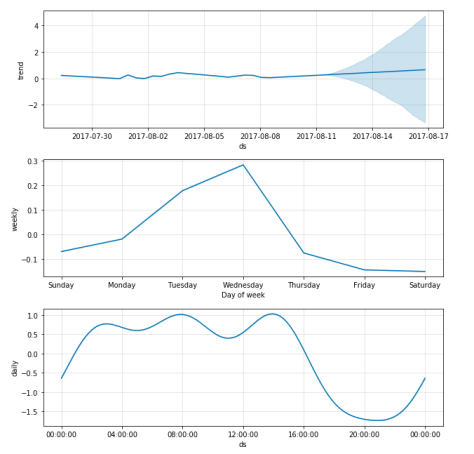 4
2
0
−2
trend
2017-07-30 2017-08-02 2017-08-05 2017-08-08 2017-08-11 2017-08-14 2017-08-17
ds
0.3
0.2
0.1
0.0
−0.1
weekly
Sunday Monday Tuesday Wednesday Thursday Friday Saturday
Day of week
1.0
0.5
0.0
−0.5
−1.0
−1.5
daily
00:00:00 04:00:00 08:00:00 12:00:00 16:00:00 20:00:00 00:00:00
ds